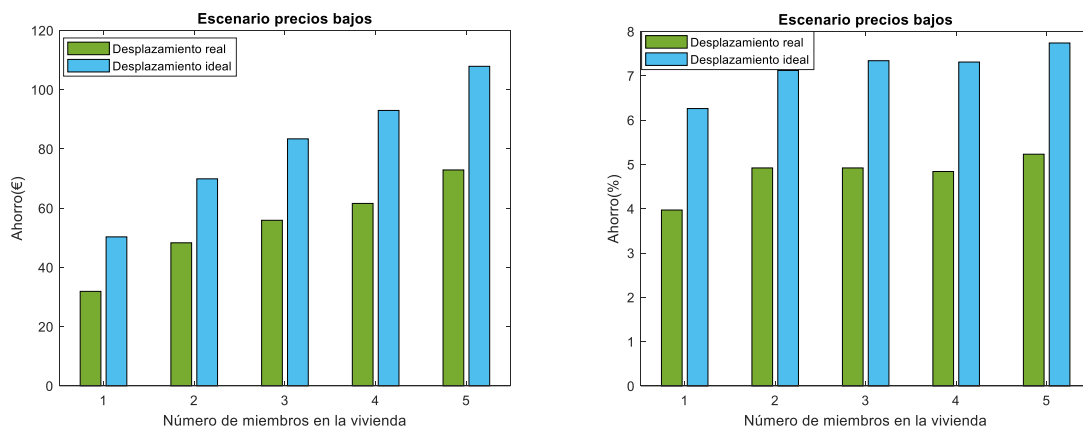 Escenario precios bajos
120
100
80
60
40
20
0
Ahorro(€)
Desplazamiento real
Desplazamiento ideal
1 2 3 4 5
Número de miembros en la vivienda
Escenario precios bajos
8
7
6
5
4
3
2
1
0
Ahorro(%)
Desplazamiento real
Desplazamiento ideal
1 2 3 4 5
Número de miembros en la vivienda